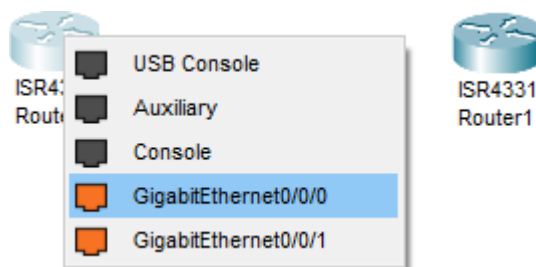 USB Console
ISR43
Auxiliary
Route
Console
GigabitEthernet0/0/0
GigabitEthernet0/0/1
ISR4331
Router1